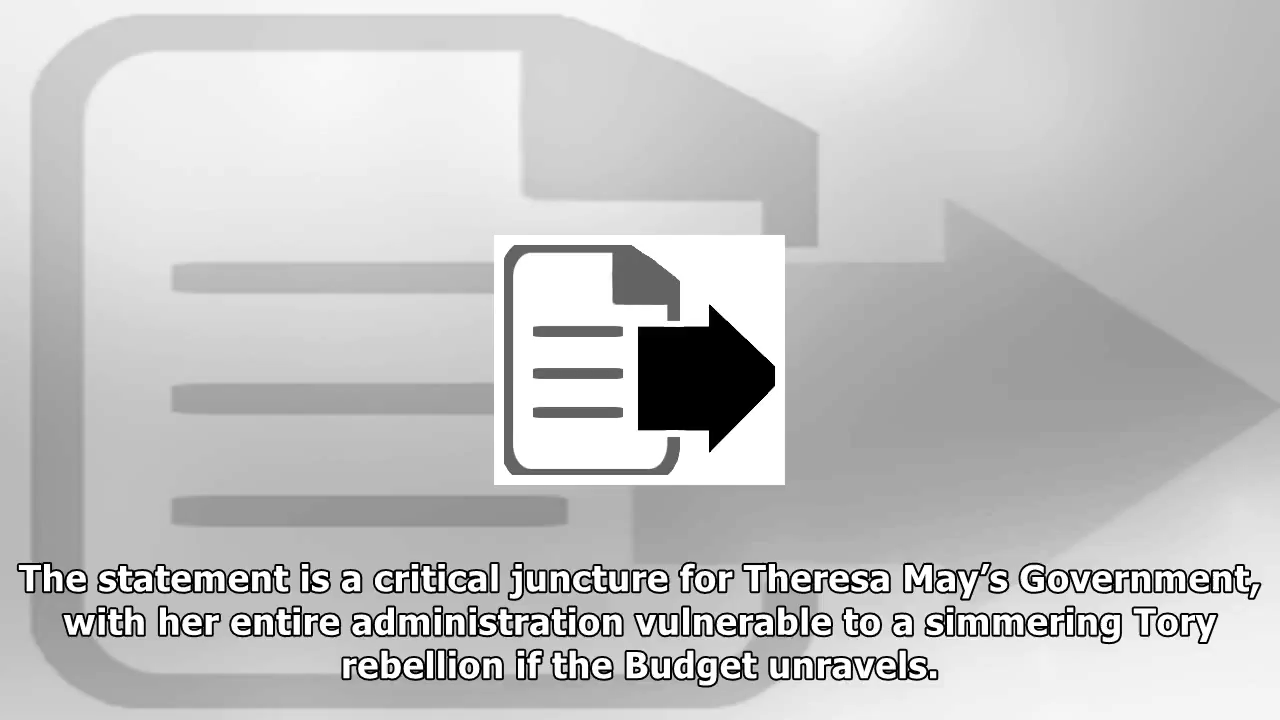 The statement is a critical juncture for Theresa May’s Government,
with her entire administration vulnerable to a simmering Tory
rebellion if the Budget unravels.